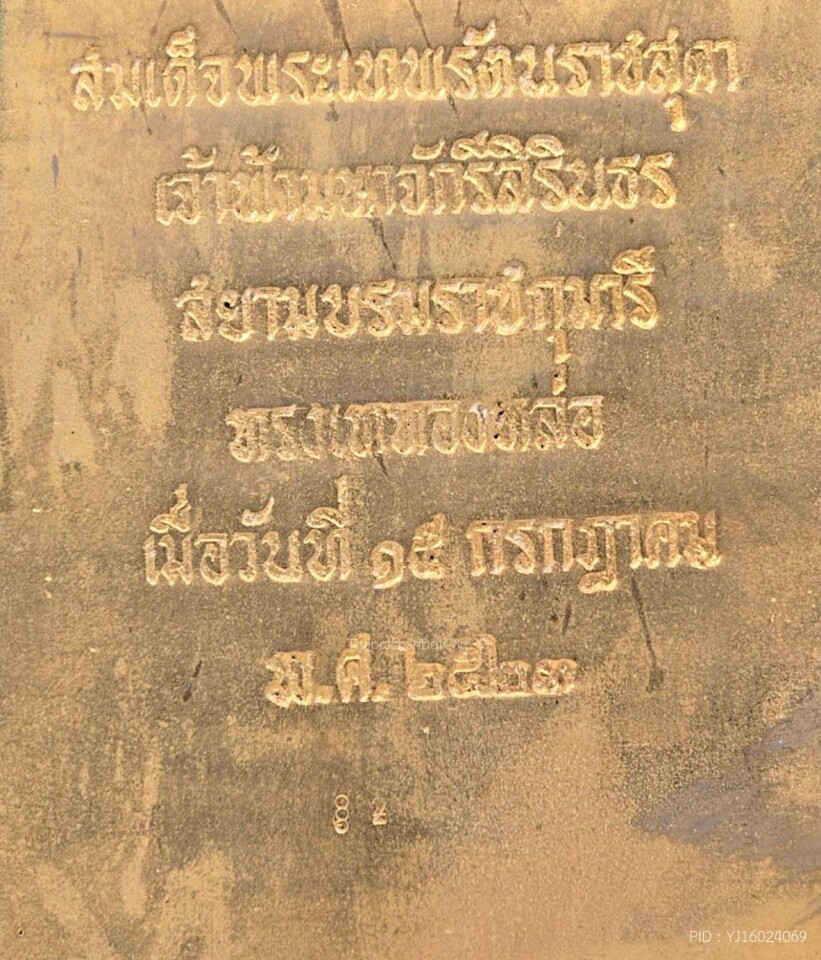 สมเด็จพระเทพรัตนราชสุดา
เจ้าฟ้ามหาจักรีสิรินธร
สยามบรมราชกุมารี
ทรงเททองหล่อ
เมื่อวันที่ ๑๕ กรกฎาคม
พ.ศ. ๒๕๒๓
PID : YJ16024069